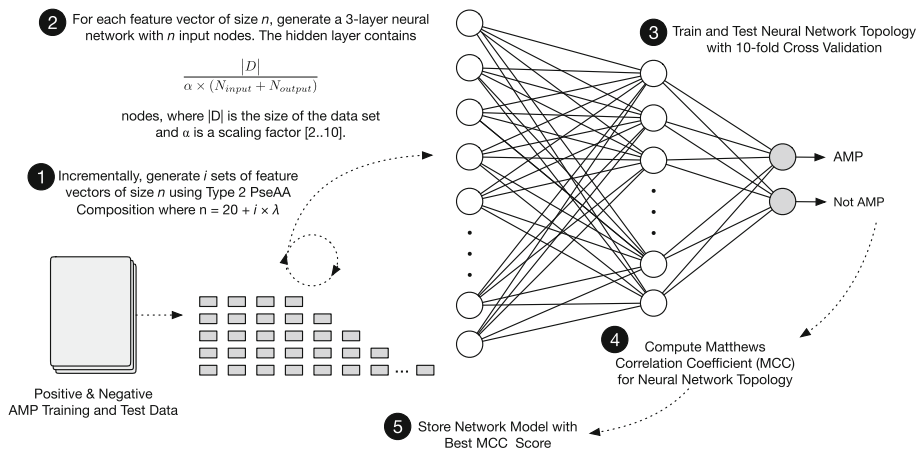 2 For each feature vector of size n, generate a 3-layer neural
network with n input nodes. The hidden layer contains
|D|
α × (N_input + N_output)
nodes, where |D| is the size of the data set
and α is a scaling factor [2..10].
1 Incrementally, generate i sets of feature
vectors of size n using Type 2 PseAA
Composition where n = 20 + i × λ
Positive & Negative
AMP Training and Test Data
3 Train and Test Neural Network Topology
with 10-fold Cross Validation
AMP
Not AMP
4 Compute Matthews
Correlation Coefficient (MCC)
for Neural Network Topology
5 Store Network Model with
Best MCC Score